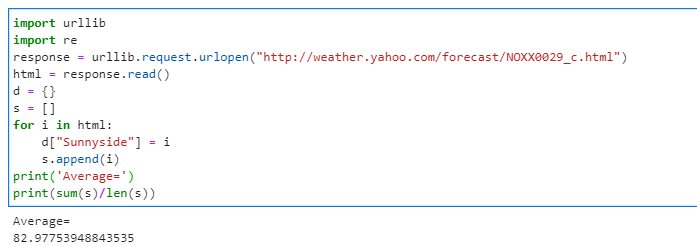 import urllib
import re
response = urllib.request.urlopen("http://weather.yahoo.com/forecast/NOXX0029_c.html")
html = response.read()
d = {}
s = []
for i in html:
    d["Sunnyside"] = i
    s.append(i)
print('Average=')
print(sum(s)/len(s))
Average=
82.97753948843535